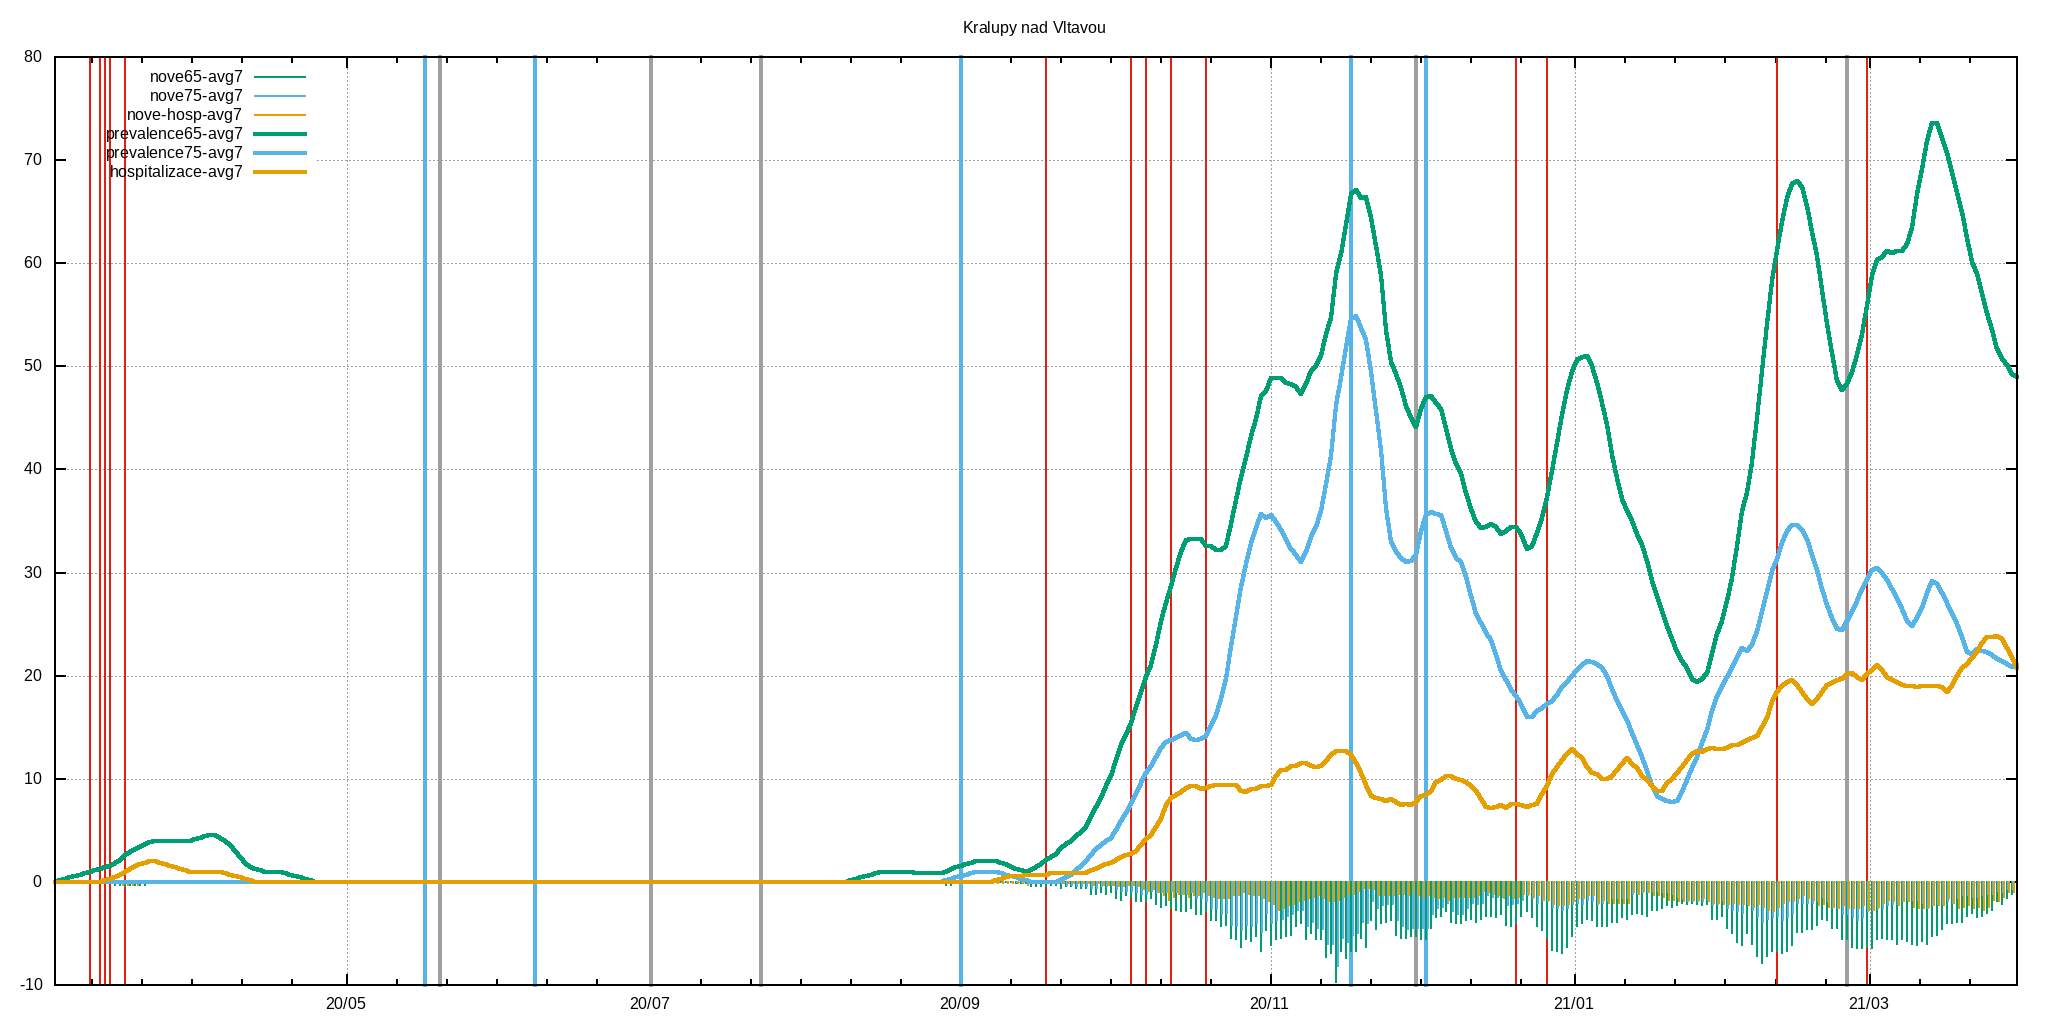 Kralupy nad Vltavou
80
70
60
50
40
30
20
10
0
-10
nove65-avg7
nove75-avg7
nove-hosp-avg7
prevalence65-avg7
prevalence75-avg7
hospitalizace-avg7
20/05
20/07
20/09
20/11
21/01
21/03